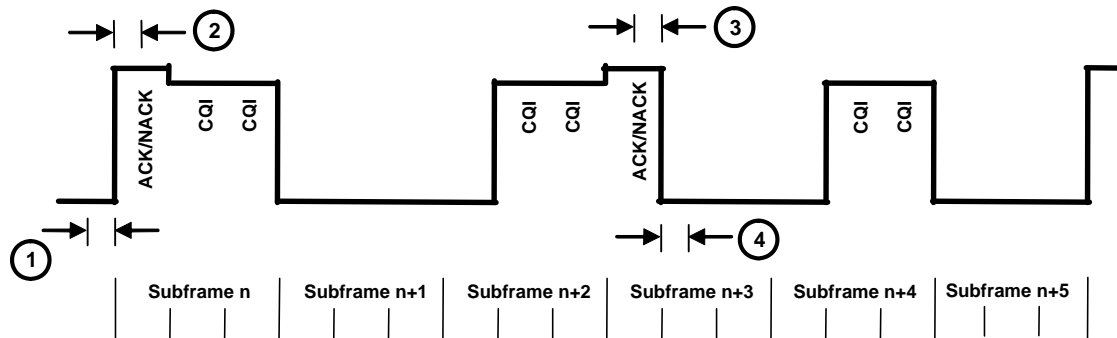 2
3
ACK/NACK
CQI
CQI
CQI
CQI
ACK/NACK
CQI
CQI
1
4
Subframe n
Subframe n+1
Subframe n+2
Subframe n+3
Subframe n+4
Subframe n+5